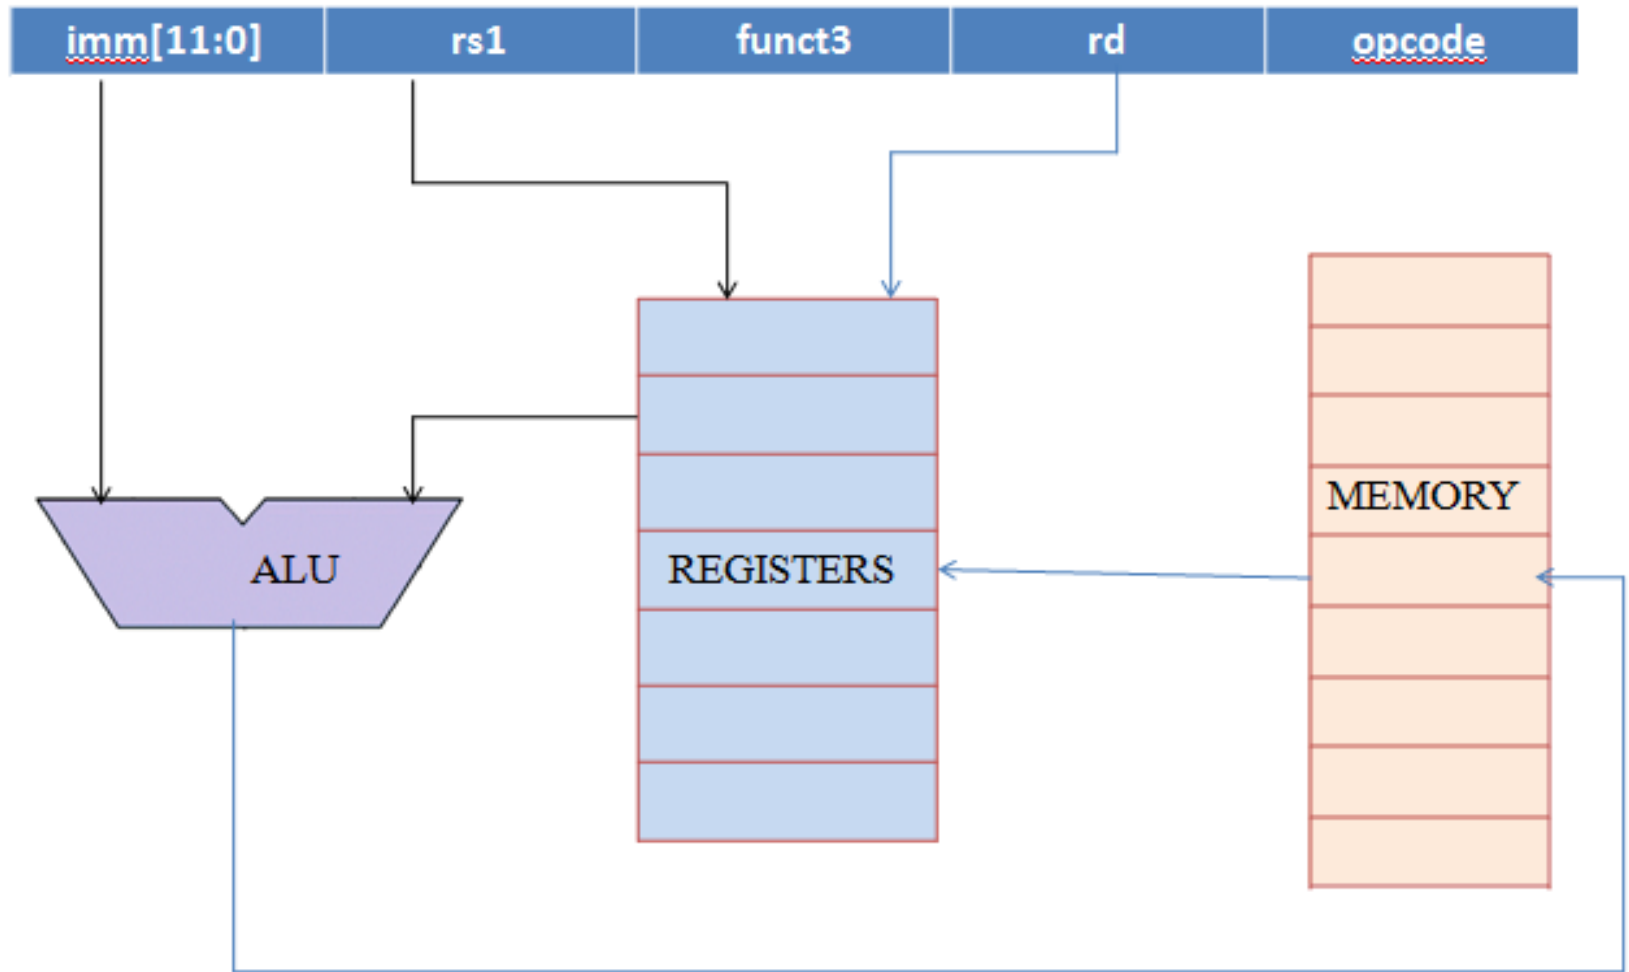 imm[11:0] rs1 funct3 rd opcode
MEMORY
ALU REGISTERS